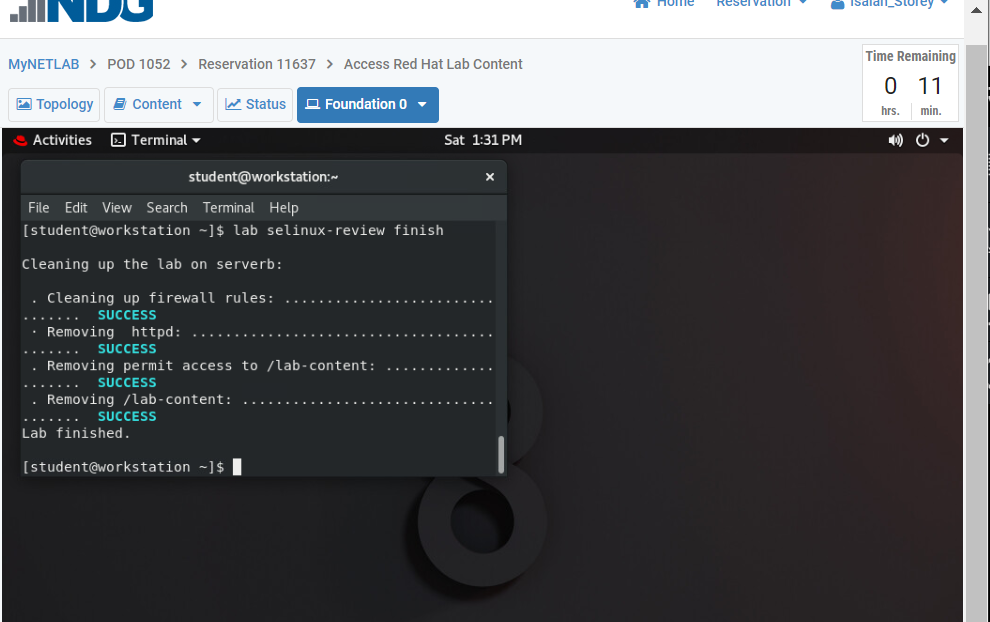 NDG
Home Reservation Isaiah_Storey
MyNETLAB > POD 1052 > Reservation 11637 > Access Red Hat Lab Content
Time Remaining
0 11
hrs. min.
Topology Content Status Foundation 0
Activities Terminal Sat 1:31 PM
student@workstation:~ ×
File Edit View Search Terminal Help
[student@workstation ~]$ lab selinux-review finish
Cleaning up the lab on serverb:
. Cleaning up firewall rules: .........................
....... SUCCESS
· Removing  httpd: ....................................
....... SUCCESS
. Removing permit access to /lab-content: .............
....... SUCCESS
. Removing /lab-content: ..............................
....... SUCCESS
Lab finished.
[student@workstation ~]$